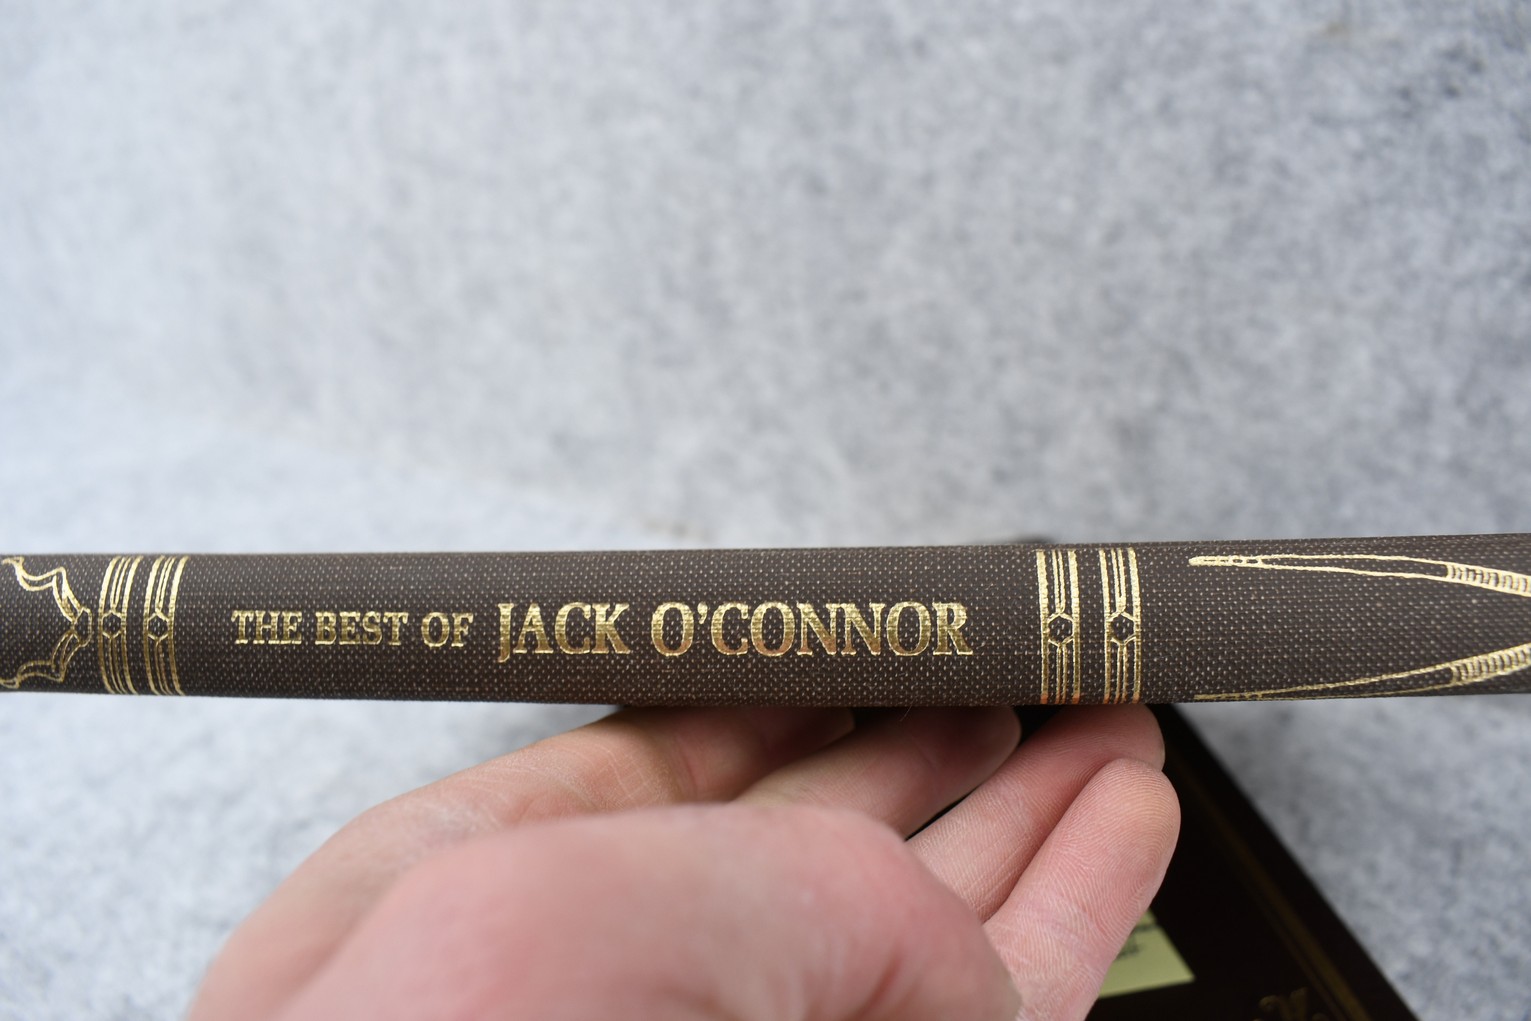 THE BEST OF JACK O'CONNOR